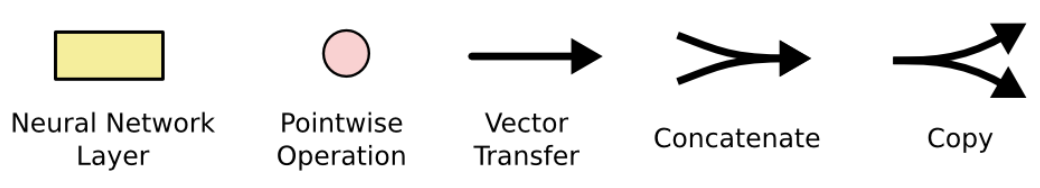 Neural Network
Layer
Pointwise
Operation
Vector
Transfer
Concatenate
Copy